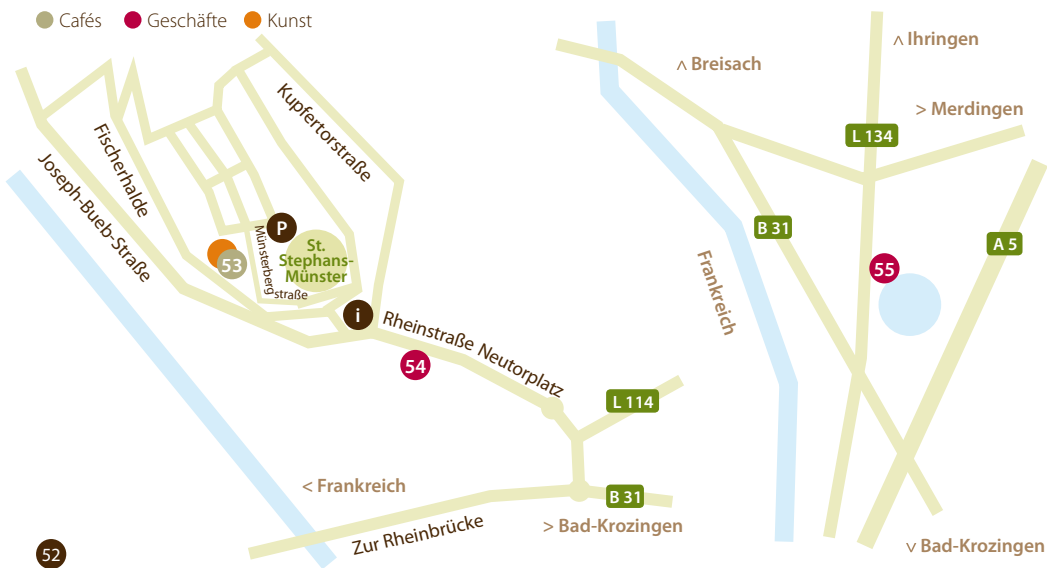 Cafés
Geschäfte
Kunst
Kupfertorstraße
Fischerhalde
Joseph-Bueb-Straße
P
53
Münsterberg
straße
St.
Stephans-
Münster
i
Rheinstraße Neutorplatz
54
L 114
< Frankreich
B 31
> Bad-Krozingen
Zur Rheinbrücke
52
^ Breisach
^ Ihringen
> Merdingen
L 134
B 31
A 5
Frankreich
55
v Bad-Krozingen